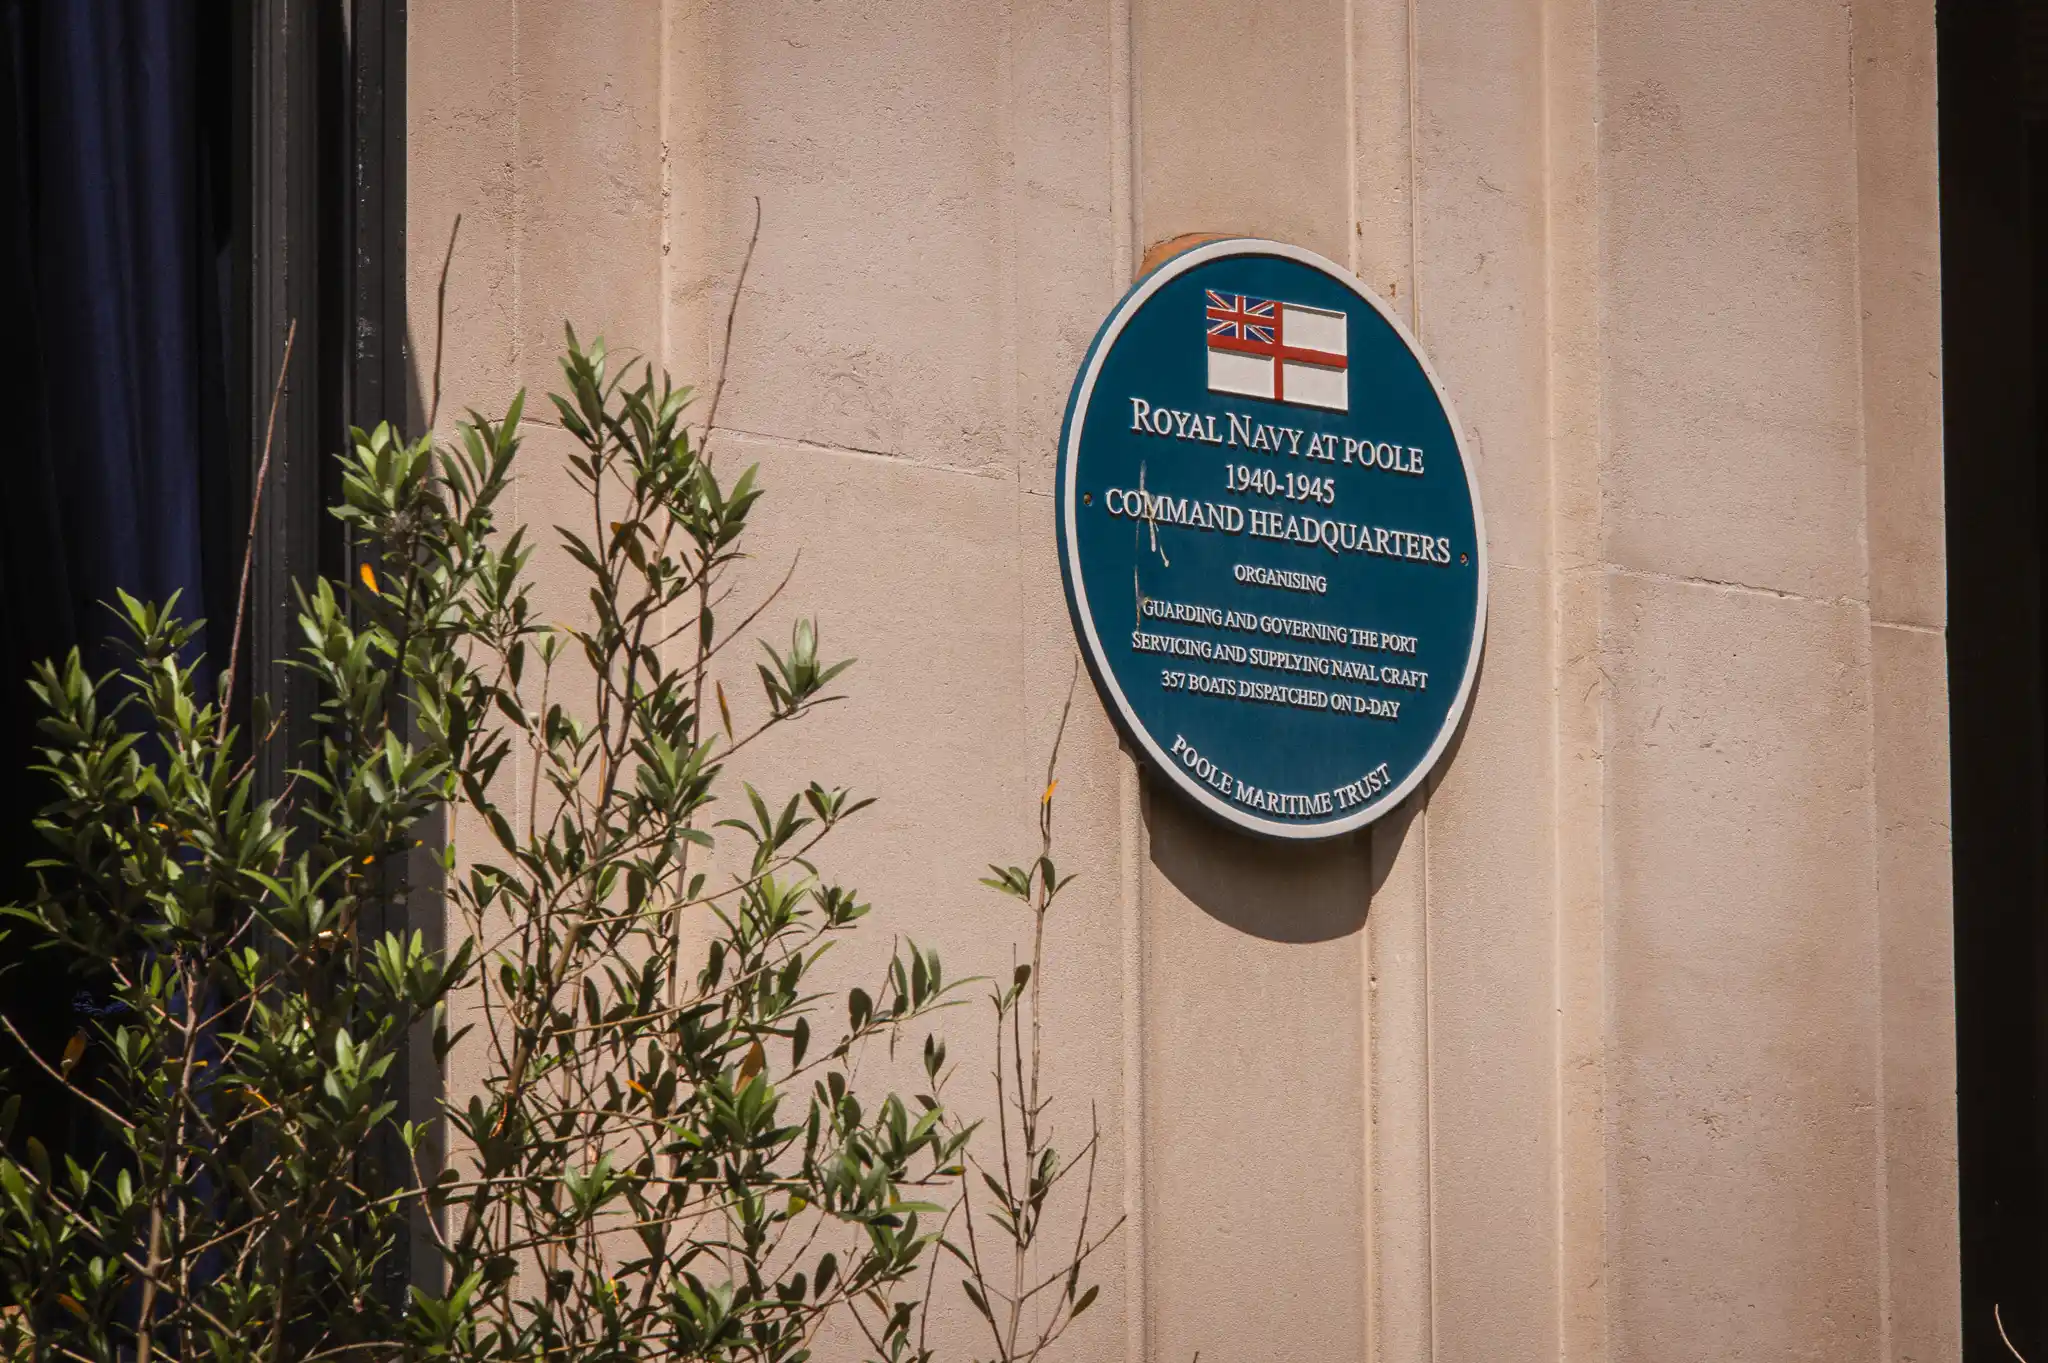 ROYAL NAVY AT POOLE
1940-1945
COMMAND HEADQUARTERS
ORGANISING
GUARDING AND GOVERNING THE PORT
SERVICING AND SUPPLYING NAVAL CRAFT
357 BOATS DISPATCHED ON D-DAY
POOLE MARITIME TRUST